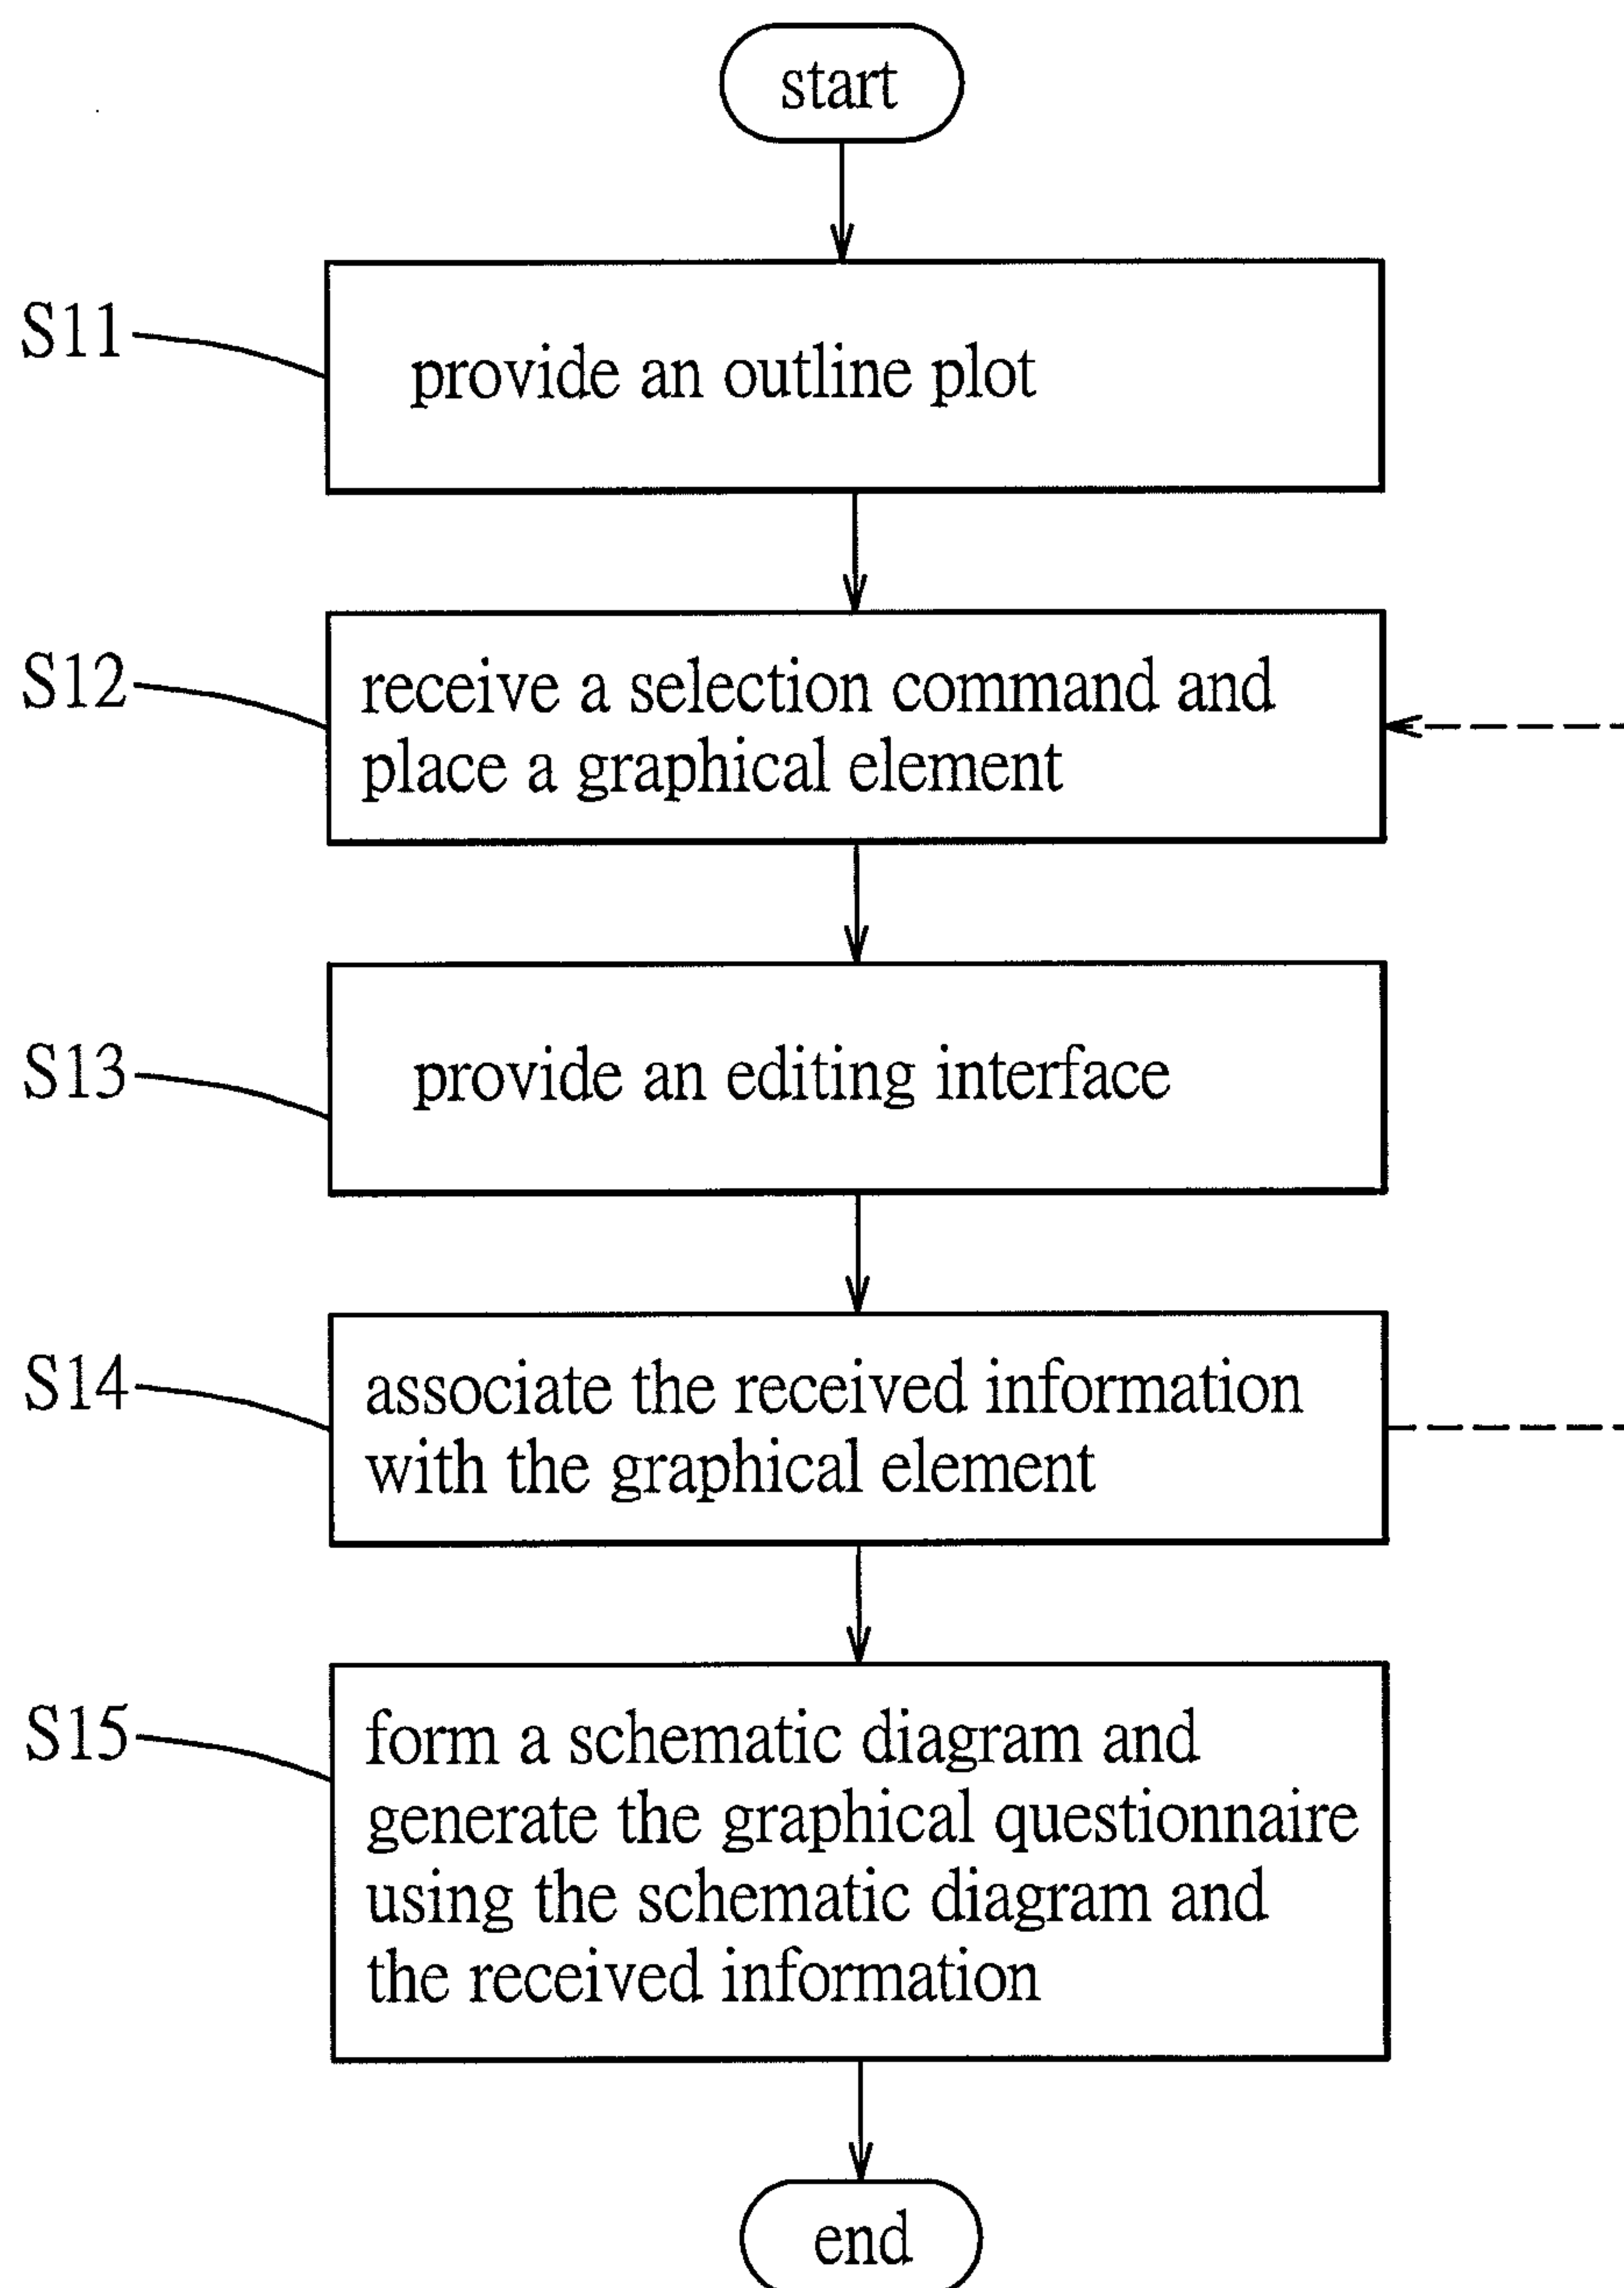 start
S11
provide an outline plot
S12
receive a selection command and
place a graphical element
S13
provide an editing interface
S14
associate the received information
with the graphical element
S15
form a schematic diagram and
generate the graphical questionnaire
using the schematic diagram and
the received information
end